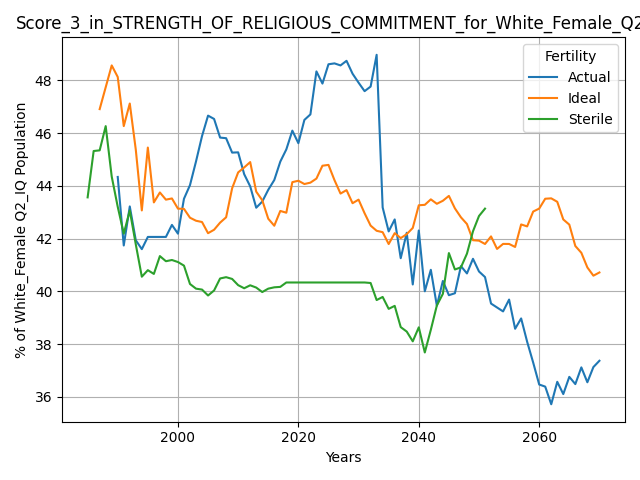 Score_3_in_STRENGTH_OF_RELIGIOUS_COMMITMENT_for_White_Female_Q2
Fertility
Actual
Ideal
Sterile
% of White_Female Q2_IQ Population
48
46
44
42
40
38
36
2000
2020
2040
2060
Years